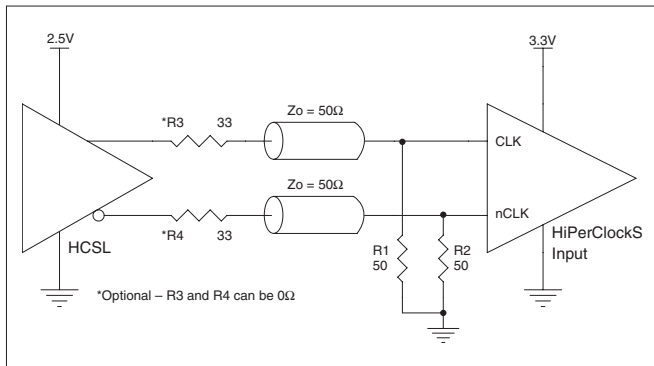 2.5V
3.3V
*R3 33
Zo = 50Ω
CLK
Zo = 50Ω
*R4 33
nCLK
HCSL
R1
50
R2
50
HiPerClockS
Input
*Optional – R3 and R4 can be 0Ω